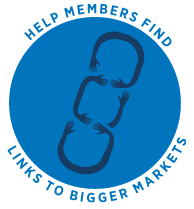 HELP MEMBERS FIND
LINKS TO BIGGER MARKETS